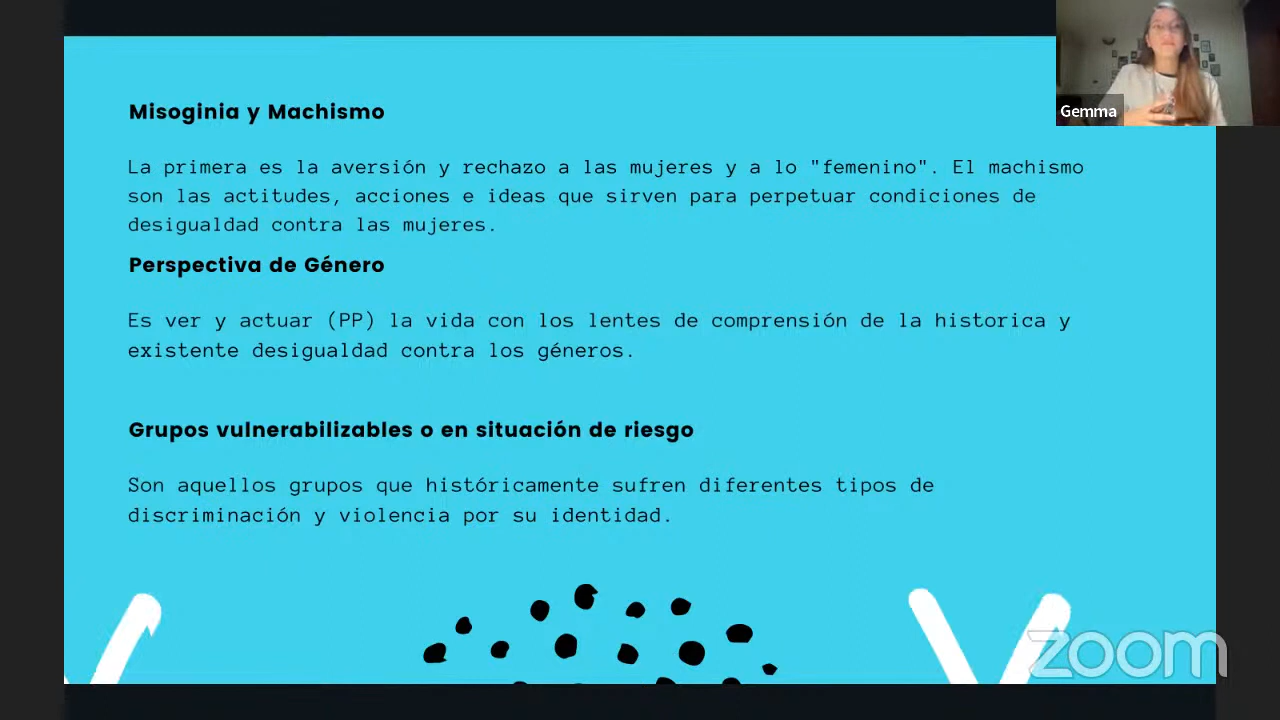 Misoginia y Machismo
La primera es la aversión y rechazo a las mujeres y a lo "femenino". El machismo
son las actitudes, acciones e ideas que sirven para perpetuar condiciones de
desigualdad contra las mujeres.
Perspectiva de Género
Es ver y actuar (PP) la vida con los lentes de comprensión de la historica y
existente desigualdad contra los géneros.
Grupos vulnerabilizables o en situación de riesgo
Son aquellos grupos que históricamente sufren diferentes tipos de
discriminación y violencia por su identidad.
Gemma
zoom